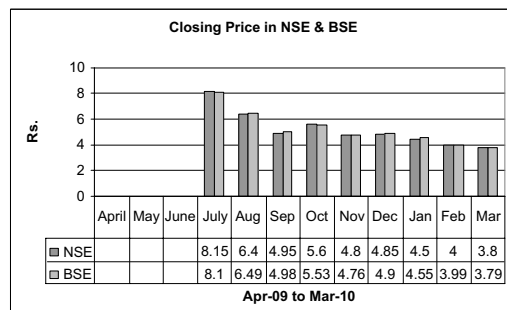 Closing Price in NSE & BSE
10
8
6
4
2
0
Rs.
April May June July Aug Sep Oct Nov Dec Jan Feb Mar
NSE 8.15 6.4 4.95 5.6 4.8 4.85 4.5 4 3.8
BSE 8.1 6.49 4.98 5.53 4.76 4.9 4.55 3.99 3.79
Apr-09 to Mar-10